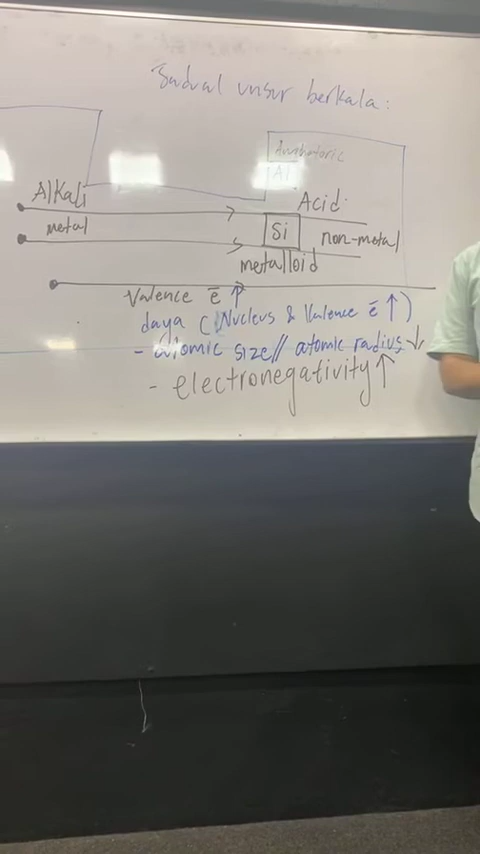 Jadual unsur berkala:
Amphoteric
Al
Alkali
Acid
metal
Si
non-metal
metalloid
Valence ē ↑
daya (Nucleus & Valence ē ↑)
- atomic size // atomic radius ↓
- electronegativity ↑